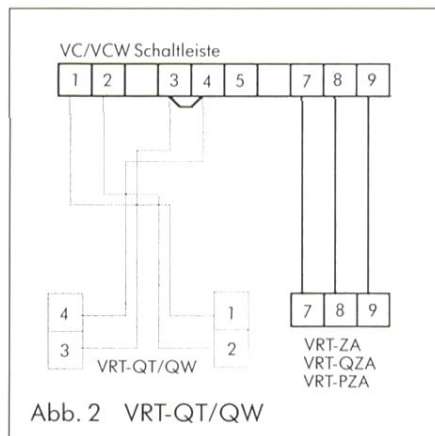 VC/VCW Schaltleiste
1 2 3 4 5 7 8 9
4 1
3 2
7 8 9
VRT-QT/QW
VRT-ZA
VRT-QZA
VRT-PZA
Abb. 2 VRT-QT/QW